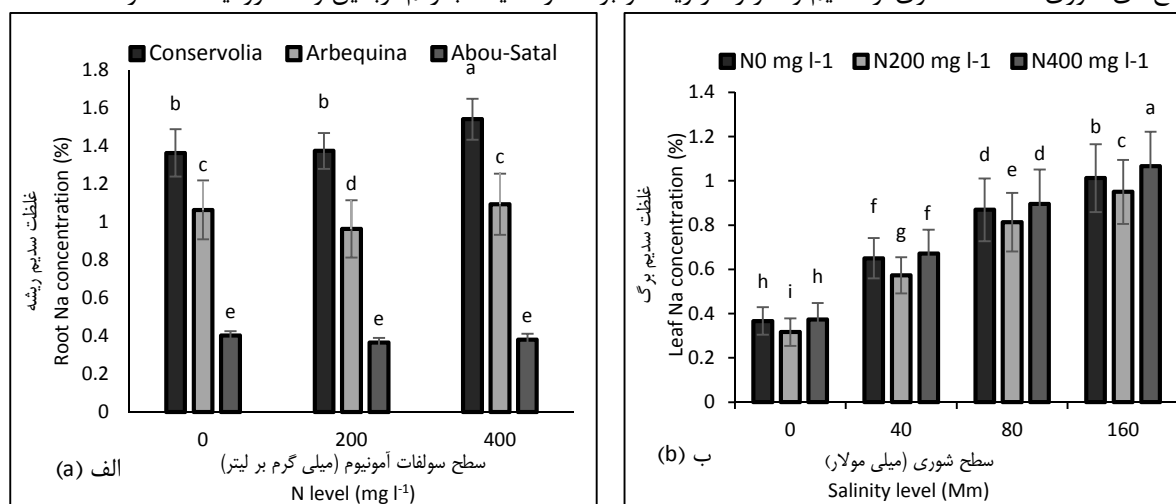 Conservolia Arbequina Abou-Satal
غلظت سدیم ریشه
Root Na concentration (%)
1.8
1.6
1.4
1.2
1
0.8
0.6
0.4
0.2
0
b c e
b d e
a c e
0 200 400
سطح سولفات آمونیوم (میلی گرم بر لیتر)
N level (mg l-1)
الف (a)
N0 mg l-1 N200 mg l-1 N400 mg l-1
غلظت سدیم برگ
Leaf Na concentration (%)
1.4
1.2
1
0.8
0.6
0.4
0.2
0
h i h
f g f
d e d
b c a
0 40 80 160
سطح شوری (میلی مولار)
Salinity level (Mm)
ب (b)